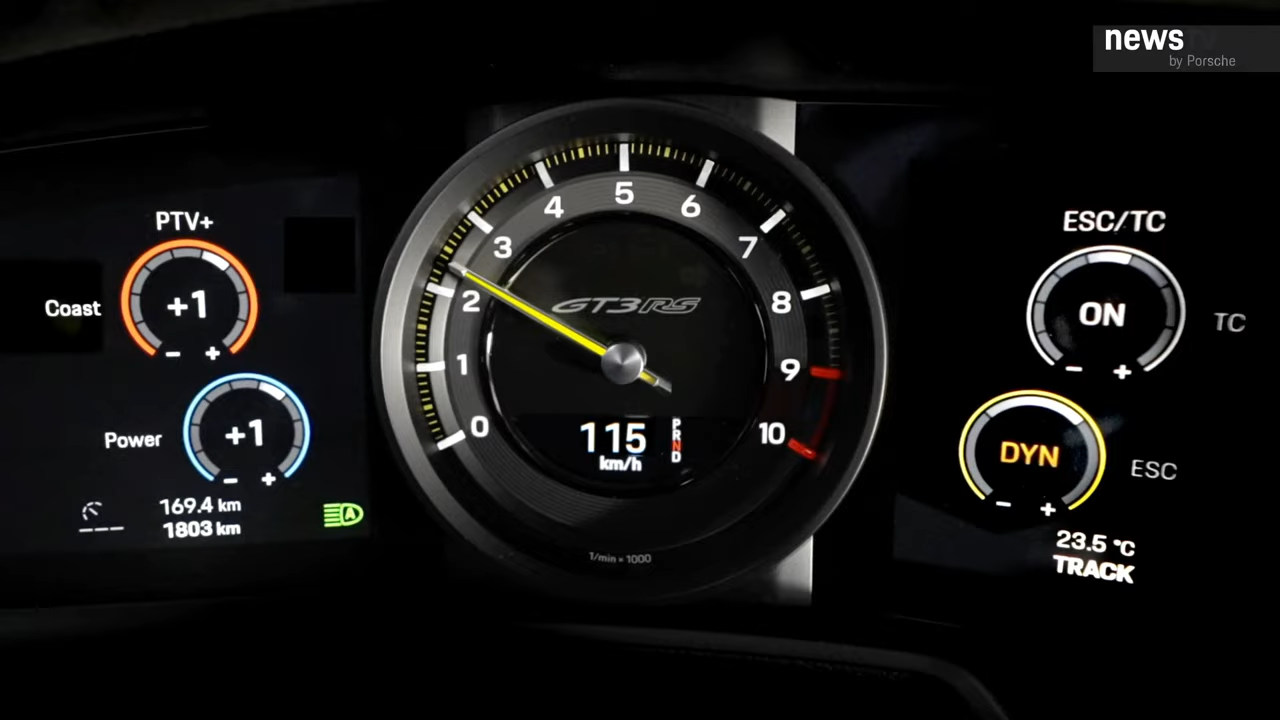 news
by Porsche
PTV+
Coast
+1
− +
Power
+1
− +
169.4 km
1803 km
A
0
1
2
3
4
5
6
7
8
9
10
GT3RS
115
km/h
P
R
N
D
1/min × 1000
ESC/TC
ON
TC
− +
DYN
ESC
− +
23.5 °C
TRACK